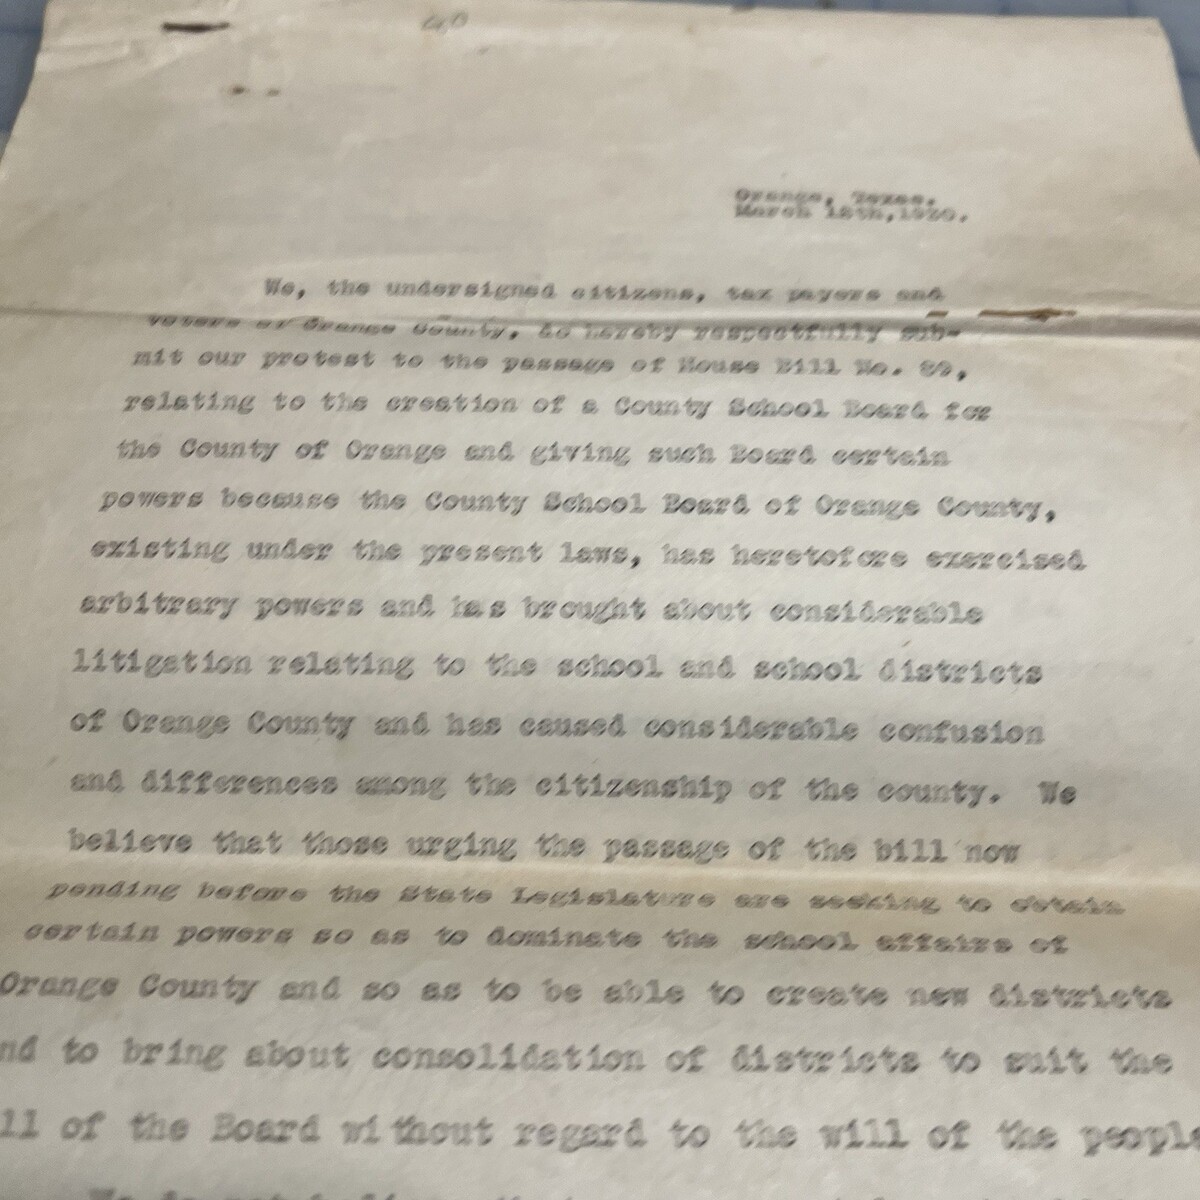 Orange, Texas.
March
We, the undersigned citizens, tax payers and
voters of Orange County, do hereby respectfully sub-
mit our protest to the passage of House Bill No.
relating to the creation of a County School Board for
the County of Orange and giving such Board certain
powers because the County School Board of Orange County,
existing under the present laws, has heretofore exercised
arbitrary powers and has brought about considerable
litigation relating to the school and school districts
of Orange County and has caused considerable confusion
and differences among the citizenship of the county. We
believe that those urging the passage of the bill now
pending before the State Legislature are seeking to obtain
certain powers so as to dominate the school affairs of
Orange County and so as to be able to create new districts
nd to bring about consolidation of districts to suit the
ll of the Board without regard to the will of the people